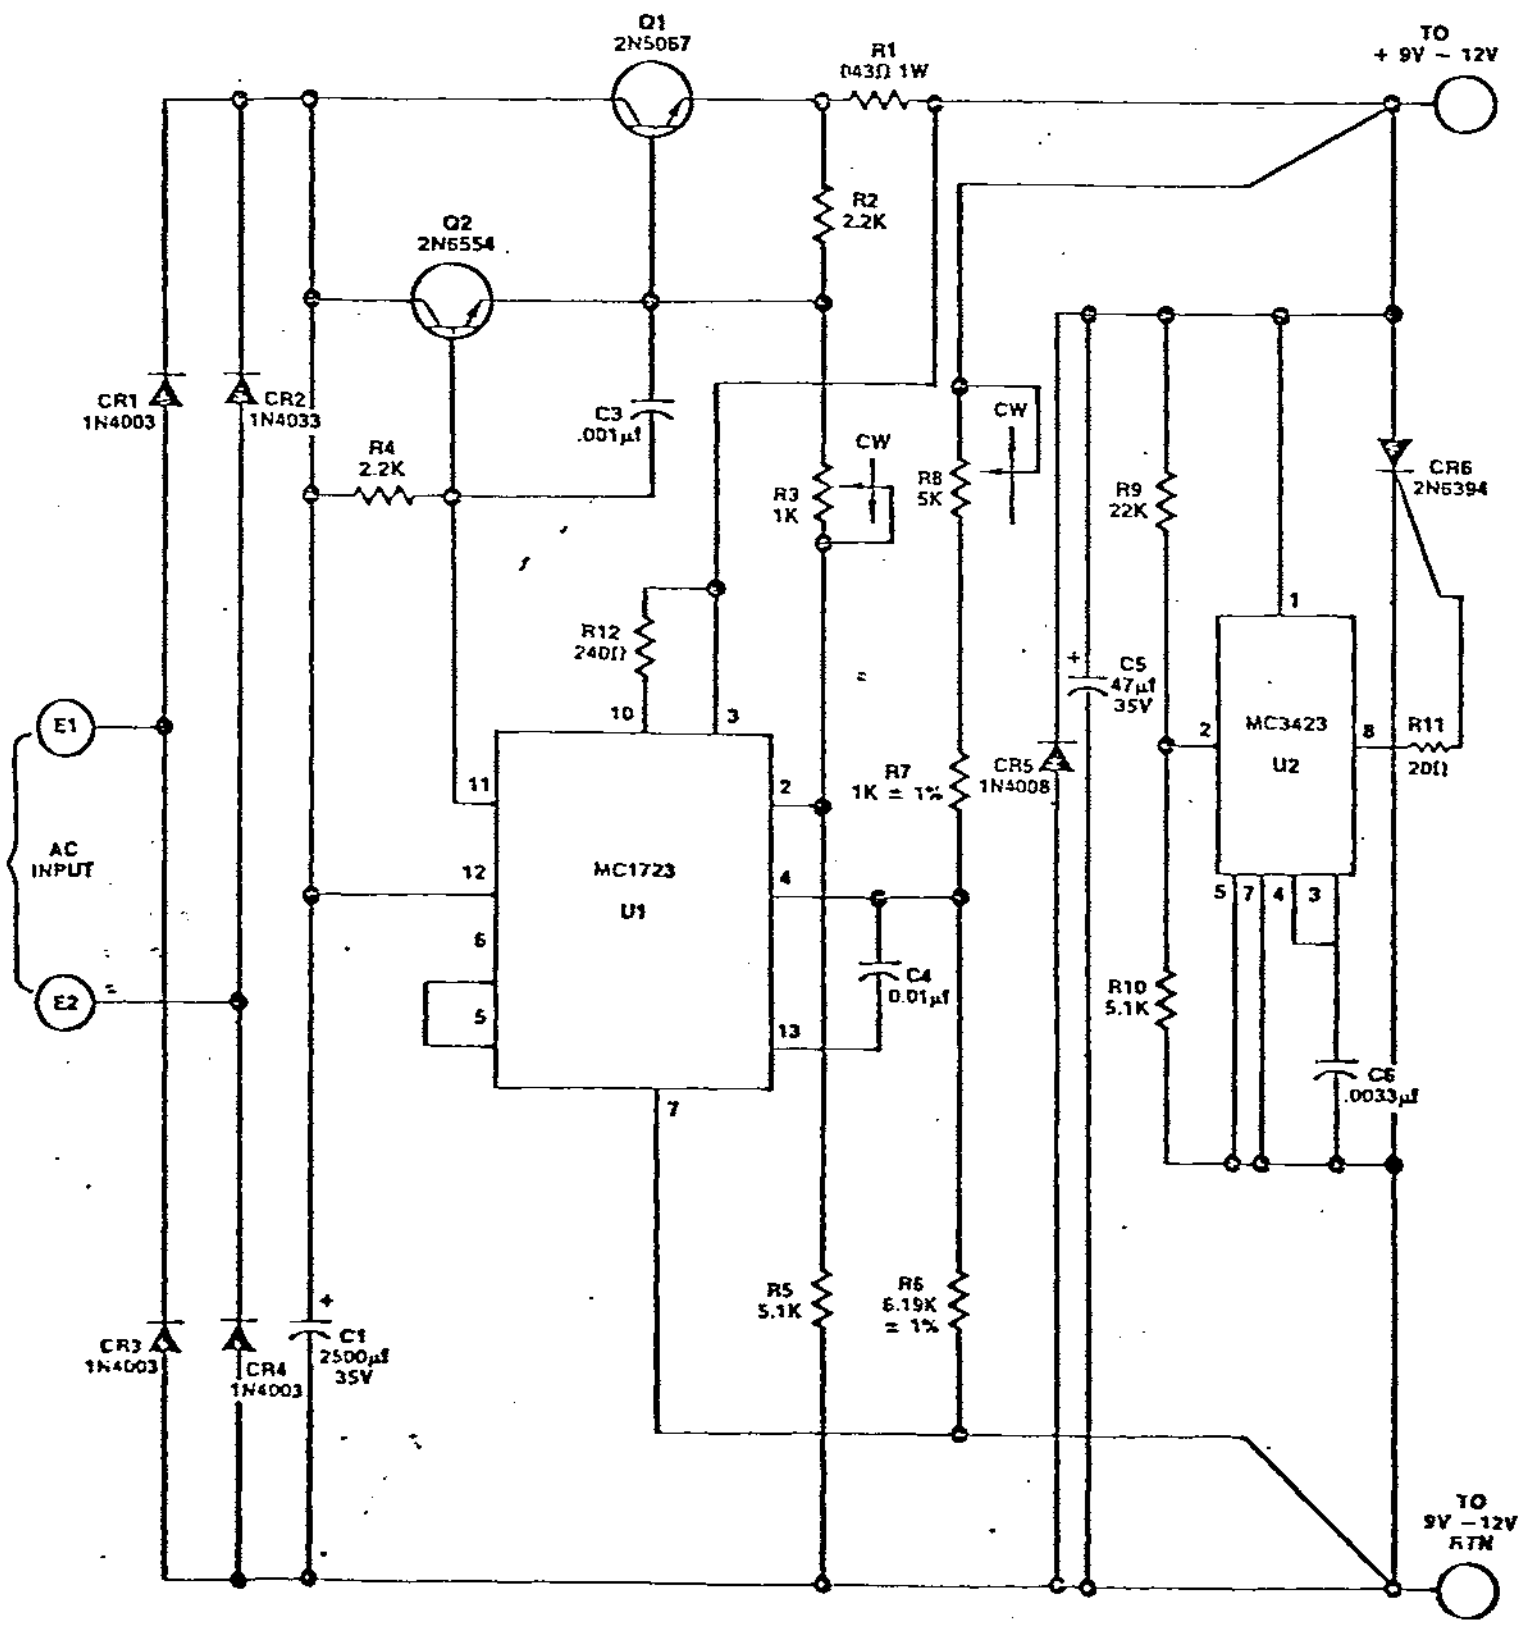 Q1
2N5067
R1
.043Ω 1W
TO
+ 9V – 12V
R2
2.2K
Q2
2N6554
CR1
1N4003
CR2
1N4033
C3
.001µf
CW
CW
R4
2.2K
R3
1K
R8
5K
R9
22K
CR6
2N6394
R12
240Ω
10
3
1
+
C5
47µf
35V
E1
MC3423
U2
2
8
R11
20Ω
R7
1K ± 1%
CR5
1N4008
11
2
AC
INPUT
12
MC1723
U1
4
5
7
4
3
6
5
E2
C4
0.01µf
13
R10
5.1K
7
C6
.0033µf
R5
5.1K
R6
6.19K
± 1%
+
C1
2500µf
35V
CR3
1N4003
CR4
1N4003
TO
9V – 12V
RTN